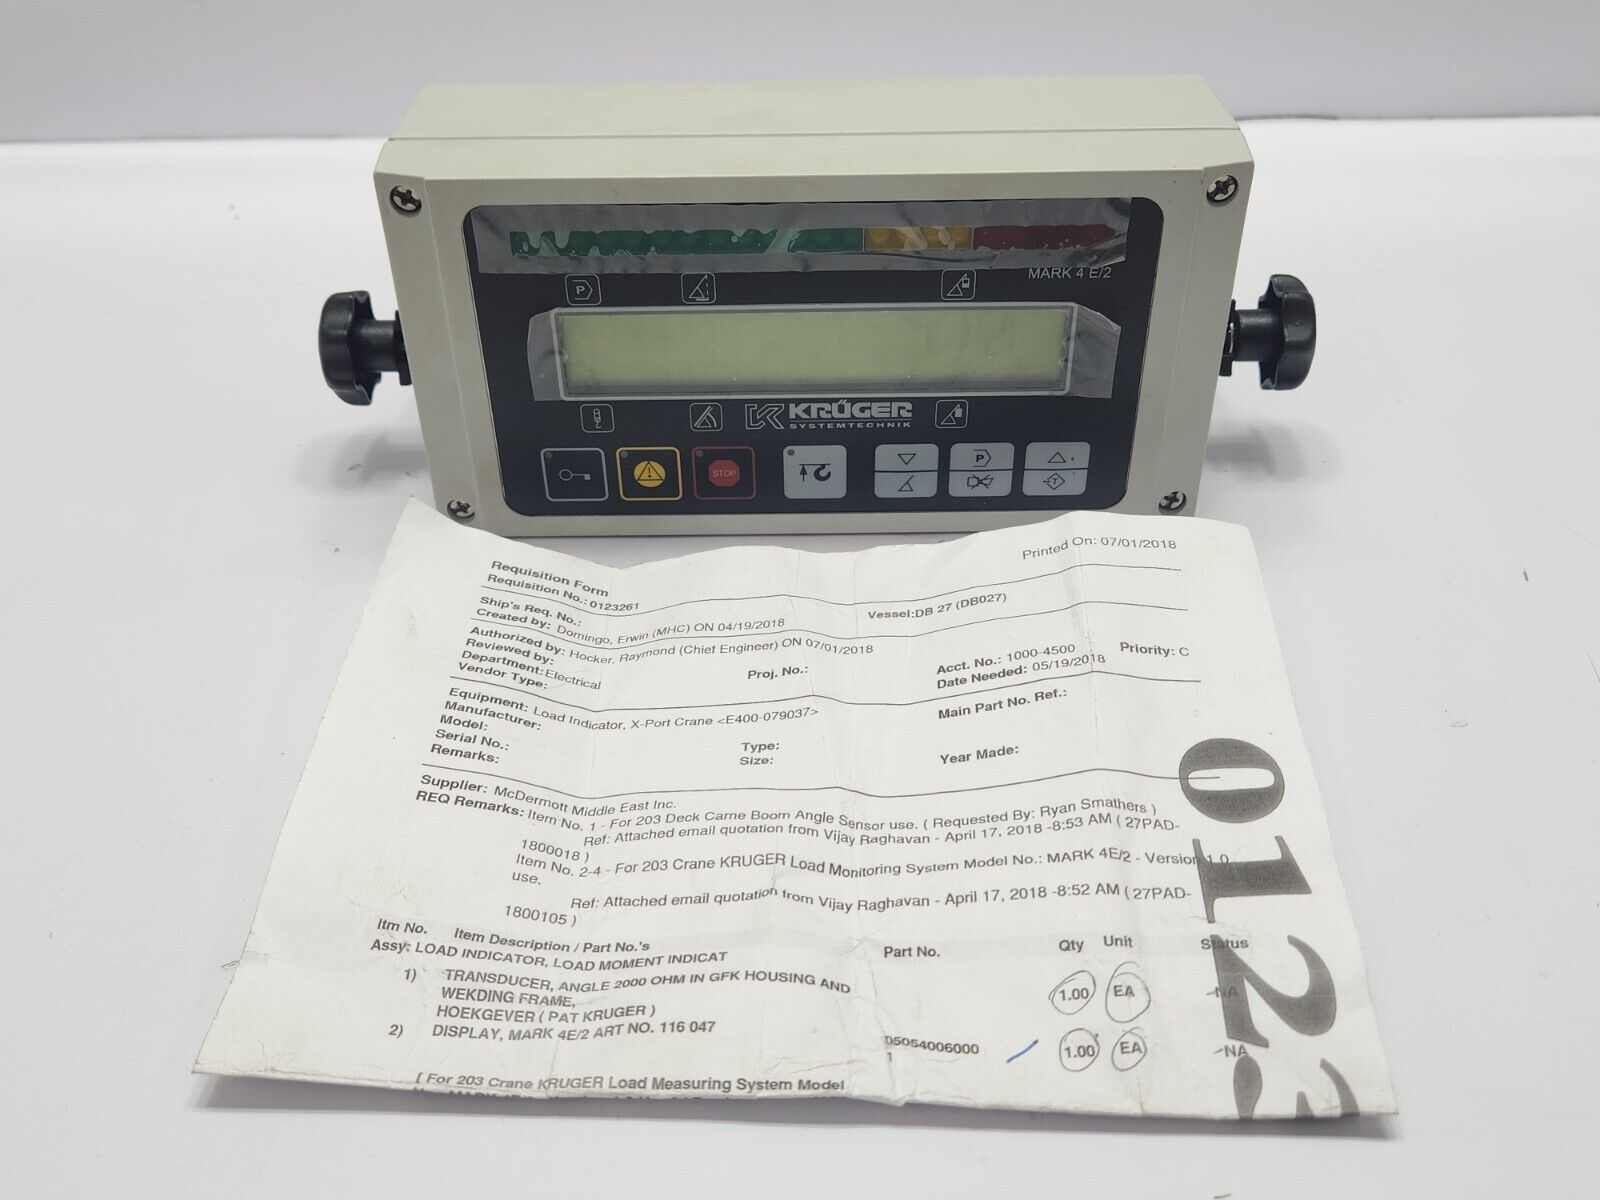 MARK 4 E/2
P
KRÜGER
SYSTEMTECHNIK
STOP
P
T
Printed On: 07/01/2018
Requisition Form
Requisition No.: 0123261
Ship's Req. No.: Vessel:DB 27 (DB027)
Created by: Domingo, Erwin (MHC) ON 04/19/2018
Authorized by: Hocker, Raymond (Chief Engineer) ON 07/01/2018
Reviewed by: Proj. No.: Acct. No.: 1000-4500 Priority: C
Department: Electrical Date Needed: 05/19/2018
Vendor Type:
Equipment: Load Indicator, X-Port Crane <E400-079037>
Manufacturer: Main Part No. Ref.:
Model: Type:
Serial No.: Size: Year Made:
Remarks:
Supplier: McDermott Middle East Inc.
REQ Remarks: Item No. 1 - For 203 Deck Carne Boom Angle Sensor use. ( Requested By: Ryan Smathers )
Ref: Attached email quotation from Vijay Raghavan - April 17, 2018 -8:53 AM ( 27PAD-
1800018 )
Item No. 2-4 - For 203 Crane KRUGER Load Monitoring System Model No.: MARK 4E/2 - Version 1.0
use.
Ref: Attached email quotation from Vijay Raghavan - April 17, 2018 -8:52 AM ( 27PAD-
1800105 )
Itm No. Item Description / Part No.'s Part No. Qty Unit Status
Assy: LOAD INDICATOR, LOAD MOMENT INDICAT
1) TRANSDUCER, ANGLE 2000 OHM IN GFK HOUSING AND 1.00 EA NA
WEKDING FRAME,
HOEKGEVER ( PAT KRUGER )
2) DISPLAY, MARK 4E/2 ART NO. 116 047 D5054006000 1.00 EA NA
1
[ For 203 Crane KRUGER Load Measuring System Model
0123